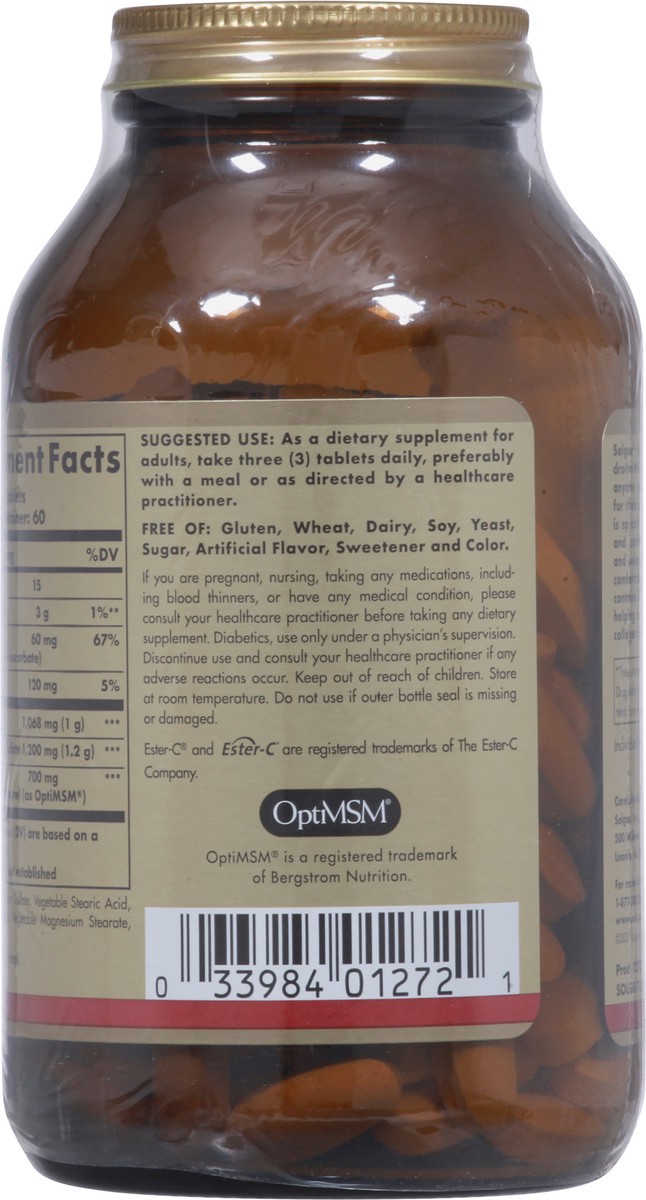 ment Facts
tainer: 60
%DV
15
3 g 1%**
60 mg 67%
120 mg 5%
1,068 mg (1 g) ***
1,200 mg (1.2 g) ***
700 mg ***
(as OptiMSM®)
(DV) are based on a
established
Vegetable Stearic Acid,
Magnesium Stearate,
SUGGESTED USE: As a dietary supplement for
adults, take three (3) tablets daily, preferably
with a meal or as directed by a healthcare
practitioner.
FREE OF: Gluten, Wheat, Dairy, Soy, Yeast,
Sugar, Artificial Flavor, Sweetener and Color.
If you are pregnant, nursing, taking any medications, includ-
ing blood thinners, or have any medical condition, please
consult your healthcare practitioner before taking any dietary
supplement. Diabetics, use only under a physician's supervision.
Discontinue use and consult your healthcare practitioner if any
adverse reactions occur. Keep out of reach of children. Store
at room temperature. Do not use if outer bottle seal is missing
or damaged.
Ester-C® and Ester-C® are registered trademarks of The Ester-C
Company.
OptiMSM®
OptiMSM® is a registered trademark
of Bergstrom Nutrition.
0 33984 01272 1